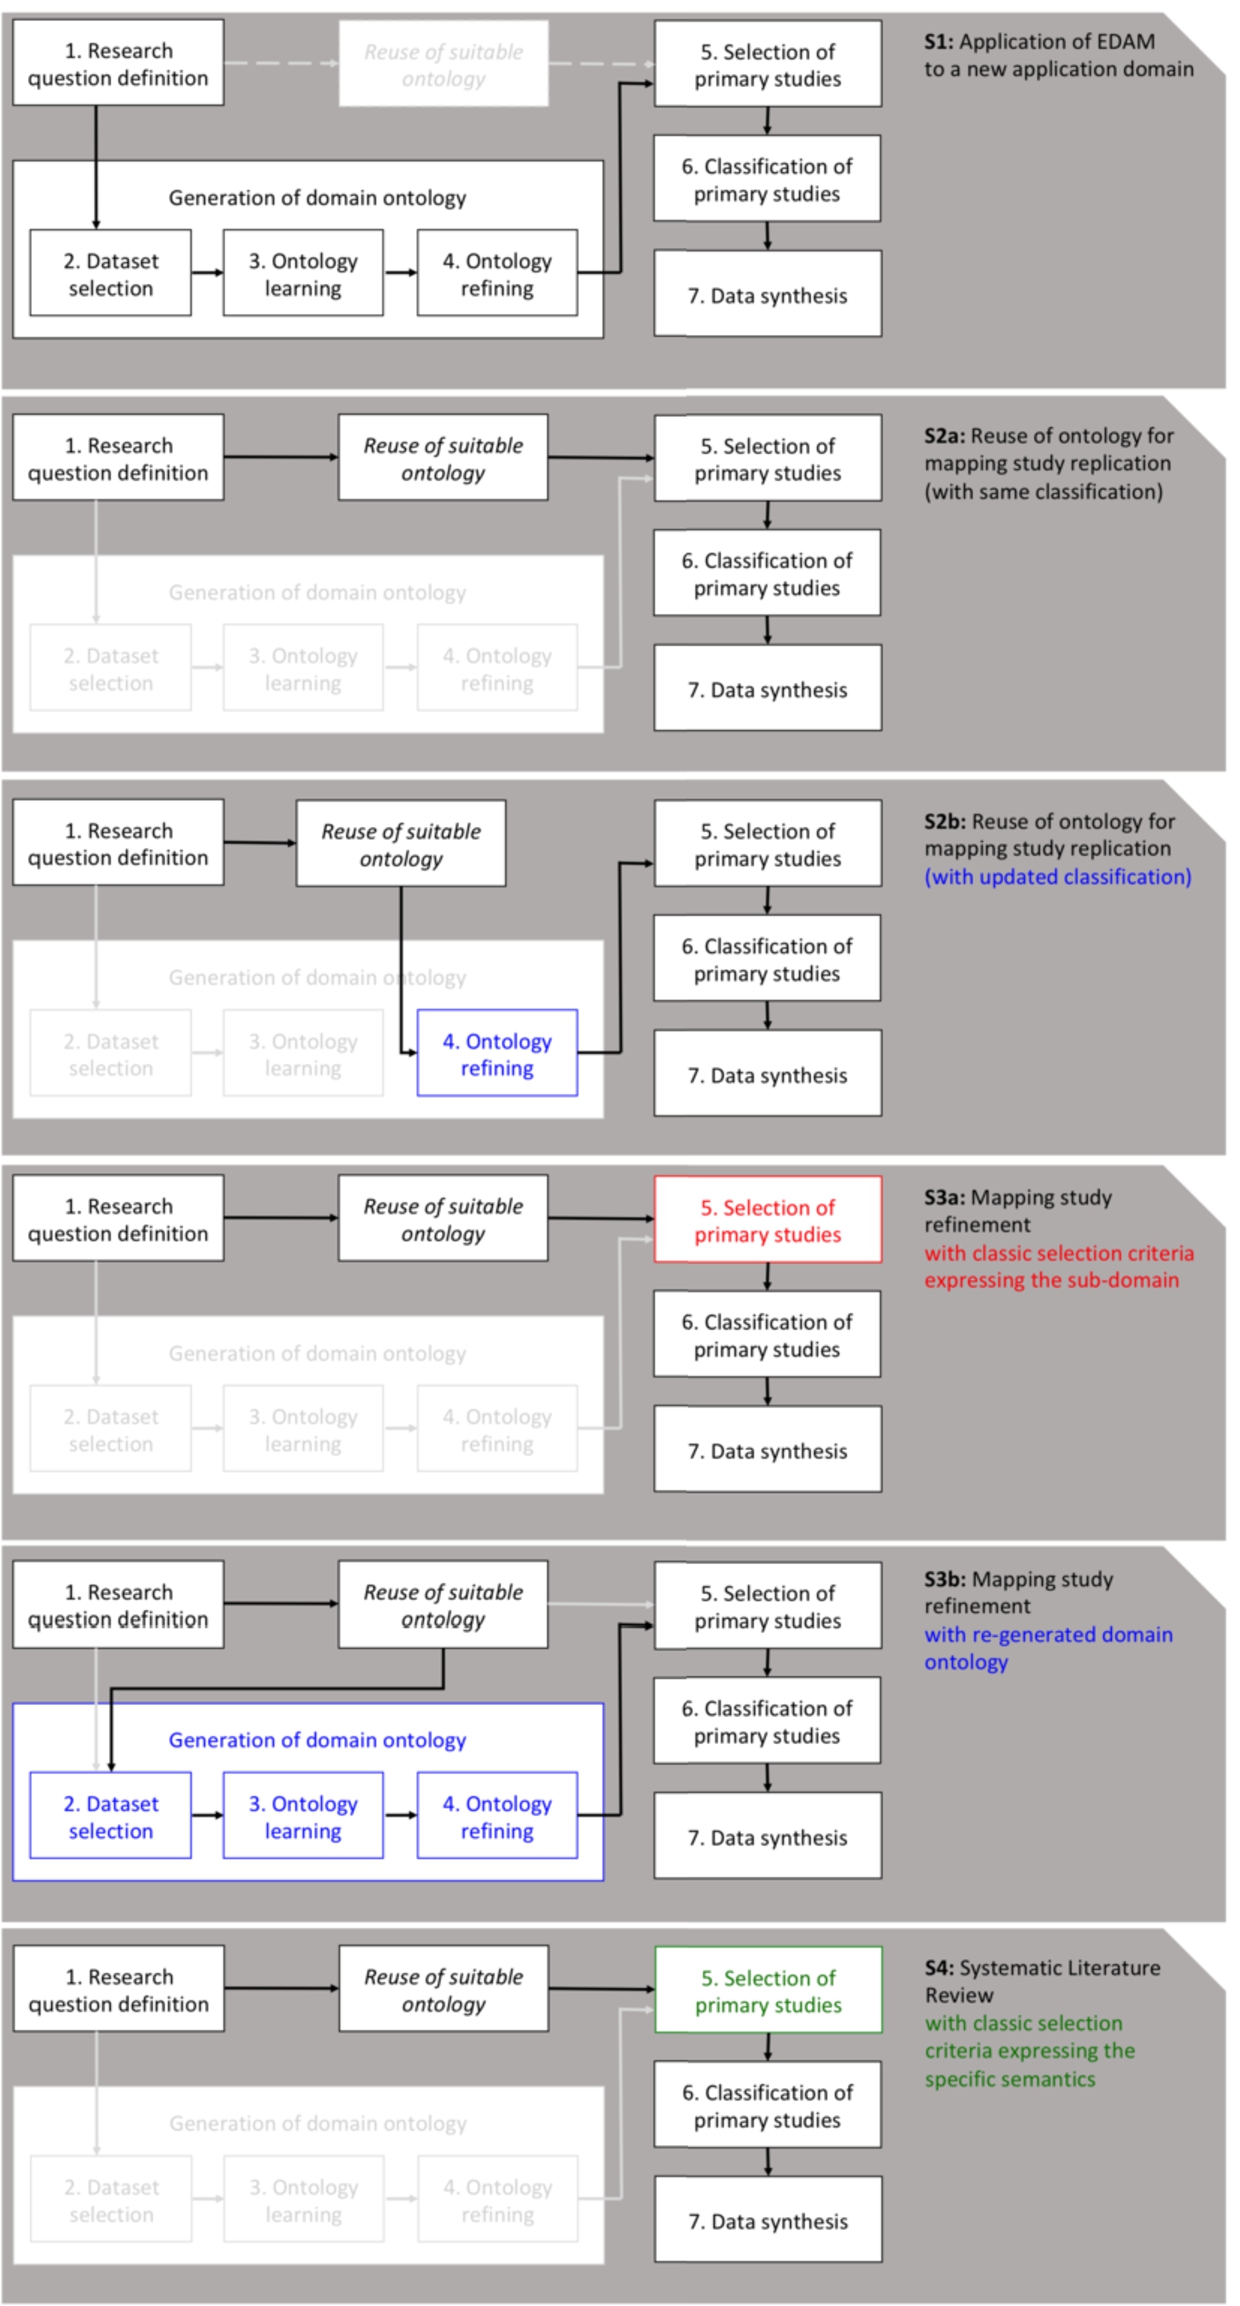 1. Research
question definition
Reuse of suitable
ontology
5. Selection of
primary studies
S1: Application of EDAM
to a new application domain
6. Classification of
primary studies
Generation of domain ontology
2. Dataset
selection
3. Ontology
learning
4. Ontology
refining
7. Data synthesis
1. Research
question definition
Reuse of suitable
ontology
5. Selection of
primary studies
S2a: Reuse of ontology for
mapping study replication
(with same classification)
6. Classification of
primary studies
Generation of domain ontology
2. Dataset
selection
3. Ontology
learning
4. Ontology
refining
7. Data synthesis
1. Research
question definition
Reuse of suitable
ontology
5. Selection of
primary studies
S2b: Reuse of ontology for
mapping study replication
(with updated classification)
6. Classification of
primary studies
Generation of domain ontology
2. Dataset
selection
3. Ontology
learning
4. Ontology
refining
7. Data synthesis
1. Research
question definition
Reuse of suitable
ontology
5. Selection of
primary studies
S3a: Mapping study
refinement
with classic selection criteria
expressing the sub-domain
6. Classification of
primary studies
Generation of domain ontology
2. Dataset
selection
3. Ontology
learning
4. Ontology
refining
7. Data synthesis
1. Research
question definition
Reuse of suitable
ontology
5. Selection of
primary studies
S3b: Mapping study
refinement
with re-generated domain
ontology
6. Classification of
primary studies
Generation of domain ontology
2. Dataset
selection
3. Ontology
learning
4. Ontology
refining
7. Data synthesis
1. Research
question definition
Reuse of suitable
ontology
5. Selection of
primary studies
S4: Systematic Literature
Review
with classic selection
criteria expressing the
specific semantics
6. Classification of
primary studies
Generation of domain ontology
2. Dataset
selection
3. Ontology
learning
4. Ontology
refining
7. Data synthesis